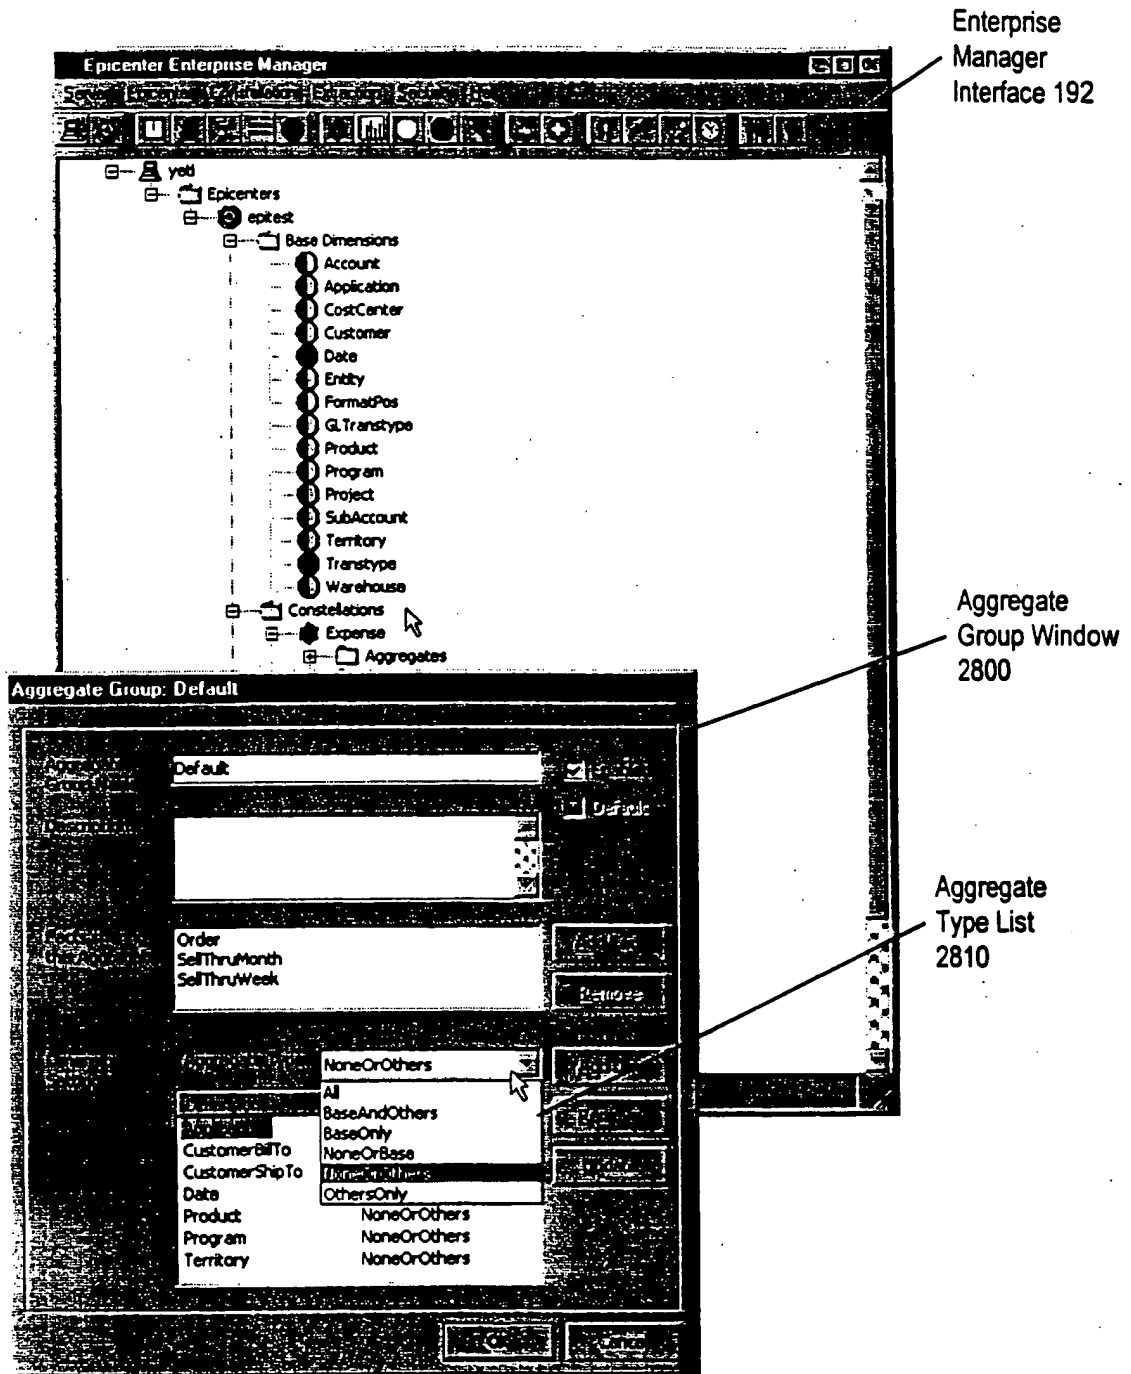 Enterprise
Manager
Interface 192
Epicenter Enterprise Manager
yeti
Epicenters
epitest
Base Dimensions
Account
Application
CostCenter
Customer
Date
Entity
FormatPos
GLTranstype
Product
Program
Project
SubAccount
Territory
Transtype
Warehouse
Constellations
Expense
Aggregates
Aggregate
Group Window
2800
Aggregate Group: Default
Default
Default
Description
Aggregate
Type List
2810
Order
SellThruMonth
SellThruWeek
Remove
NoneOrOthers
All
BaseAndOthers
BaseOnly
NoneOrBase
NoneOrOthers
OthersOnly
CustomerBillTo
CustomerShipTo
Date
Product NoneOrOthers
Program NoneOrOthers
Territory NoneOrOthers
Cancel